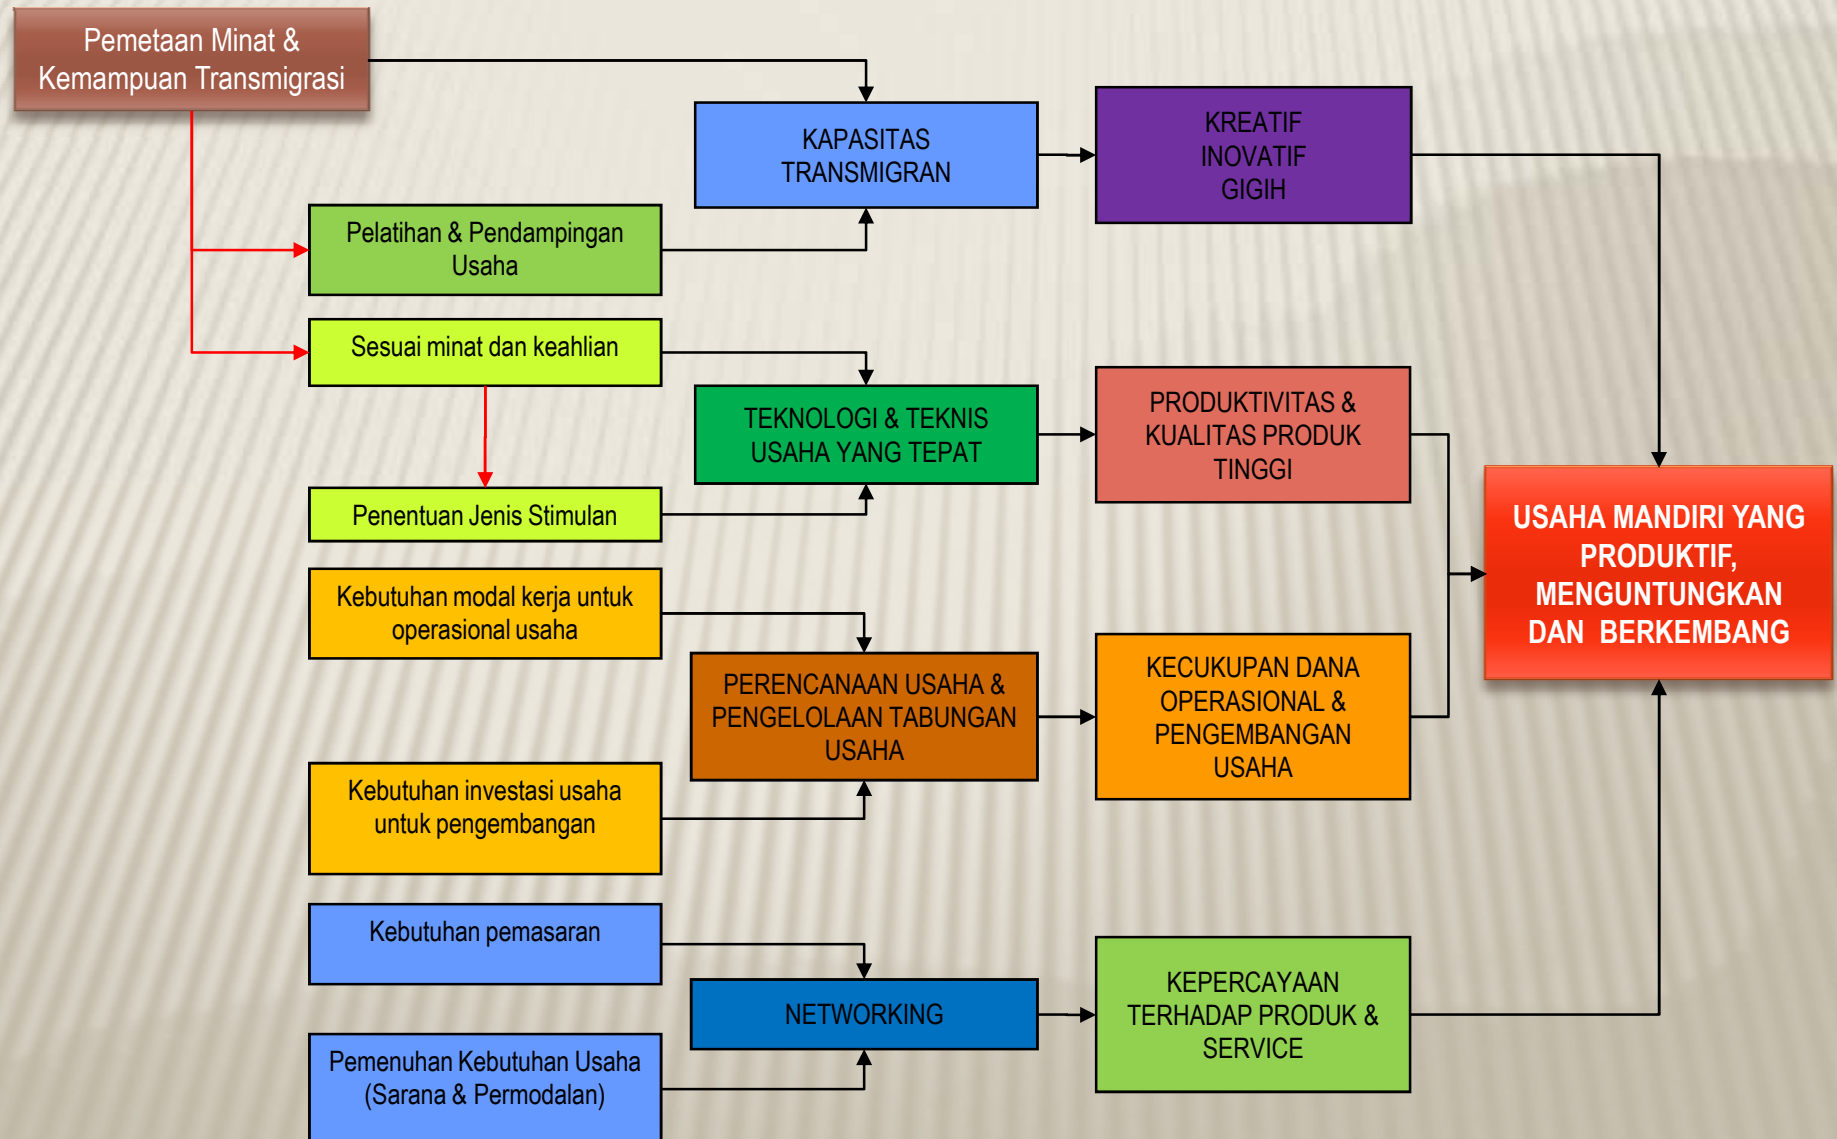 Pemetaan Minat &
Kemampuan Transmigrasi
KAPASITAS
TRANSMIGRAN
KREATIF
INOVATIF
GIGIH
Pelatihan & Pendampingan
Usaha
Sesuai minat dan keahlian
TEKNOLOGI & TEKNIS
USAHA YANG TEPAT
PRODUKTIVITAS &
KUALITAS PRODUK
TINGGI
Penentuan Jenis Stimulan
USAHA MANDIRI YANG
PRODUKTIF,
MENGUNTUNGKAN
DAN BERKEMBANG
Kebutuhan modal kerja untuk
operasional usaha
PERENCANAAN USAHA &
PENGELOLAAN TABUNGAN
USAHA
KECUKUPAN DANA
OPERASIONAL &
PENGEMBANGAN
USAHA
Kebutuhan investasi usaha
untuk pengembangan
Kebutuhan pemasaran
NETWORKING
KEPERCAYAAN
TERHADAP PRODUK &
SERVICE
Pemenuhan Kebutuhan Usaha
(Sarana & Permodalan)